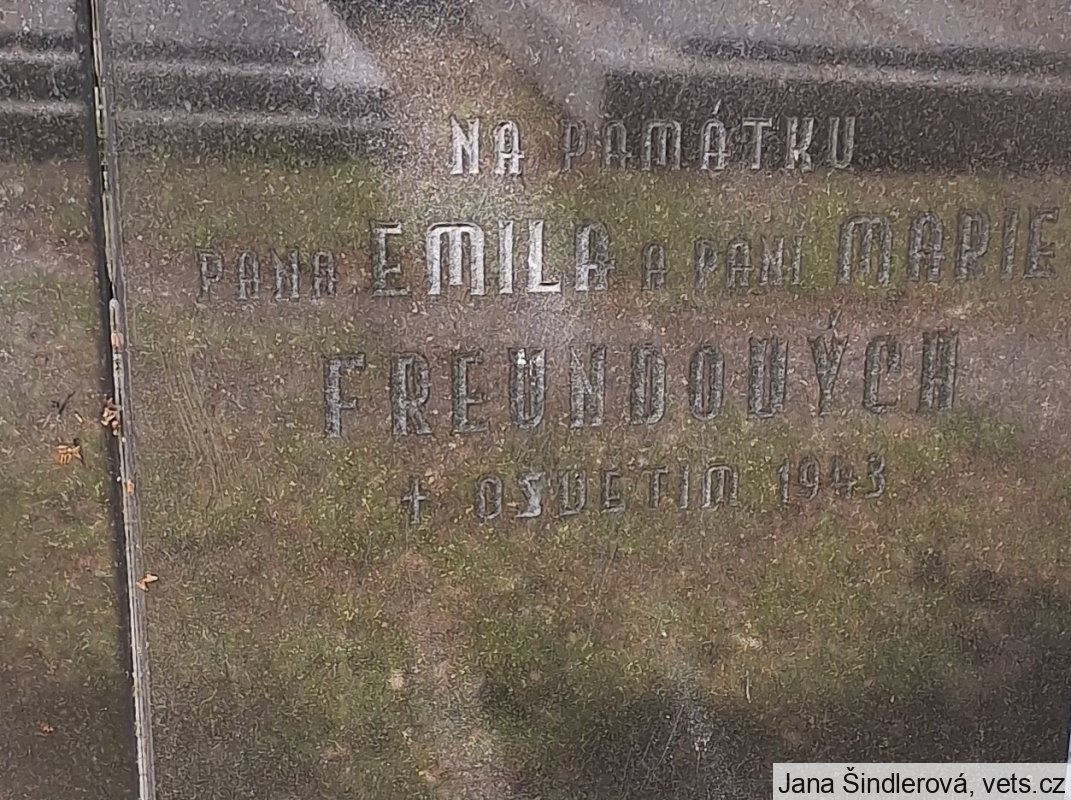 NA PAMÁTKU
PANA EMILA A PANÍ MARIE
FREUNDOVÝCH
+ OSVĚTIM 1943
Jana Šindlerová, vets.cz